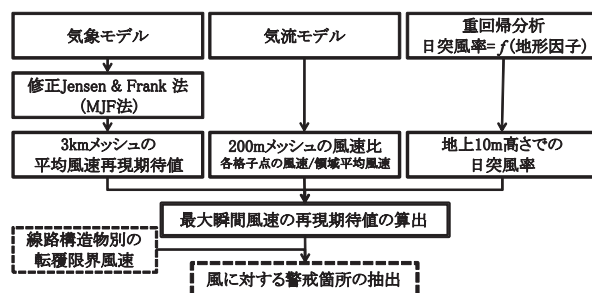 気象モデル
気流モデル
重回帰分析
日突風率=f(地形因子)
修正Jensen & Frank 法
(MJF法)
3kmメッシュの
平均風速再現期待値
200mメッシュの風速比
各格子点の風速/領域平均風速
地上10m高さでの
日突風率
最大瞬間風速の再現期待値の算出
線路構造物別の
転覆限界風速
風に対する警戒箇所の抽出